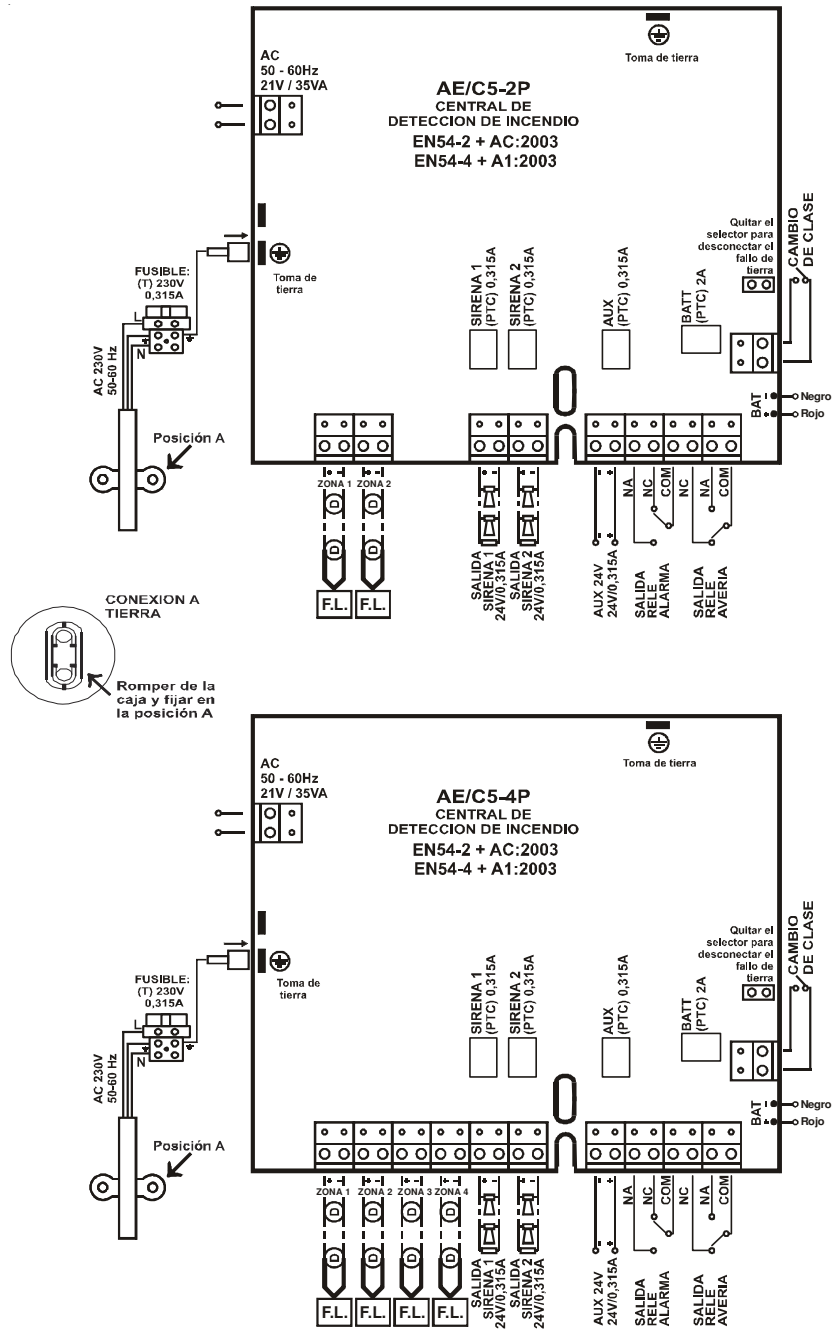 Toma de tierra
AC
50 - 60Hz
21V / 35VA
AE/C5-2P
CENTRAL DE
DETECCION DE INCENDIO
EN54-2 + AC:2003
EN54-4 + A1:2003
Quitar el
selector para
desconectar el
fallo de
tierra
CAMBIO
DE CLASE
Toma de
tierra
FUSIBLE:
(T) 230V
0,315A
L
N
AC 230V
50-60 Hz
SIRENA 1
(PTC) 0,315A
SIRENA 2
(PTC) 0,315A
AUX
(PTC) 0,315A
BATT
(PTC) 2A
BAT
- Negro
+ Rojo
Posición A
+ -
+ -
+ -
+ -
ZONA 1
ZONA 2
D
D
D
D
F.L.
F.L.
SALIDA
SIRENA 1
24V/0,315A
SALIDA
SIRENA 2
24V/0,315A
- +
- +
AUX 24V
24V/0,315A
NA
NC
COM
NC
NA
COM
SALIDA
RELE
ALARMA
SALIDA
RELE
AVERIA
CONEXION A
TIERRA
Romper de la
caja y fijar en
la posición A
Toma de tierra
AC
50 - 60Hz
21V / 35VA
AE/C5-4P
CENTRAL DE
DETECCION DE INCENDIO
EN54-2 + AC:2003
EN54-4 + A1:2003
Quitar el
selector para
desconectar el
fallo de
tierra
CAMBIO
DE CLASE
Toma de
tierra
FUSIBLE:
(T) 230V
0,315A
L
N
AC 230V
50-60 Hz
SIRENA 1
(PTC) 0,315A
SIRENA 2
(PTC) 0,315A
AUX
(PTC) 0,315A
BATT
(PTC) 2A
BAT
- Negro
+ Rojo
Posición A
+ -
+ -
+ -
+ -
+ -
+ -
ZONA 1
ZONA 2
ZONA 3
ZONA 4
D
D
D
D
D
D
D
D
F.L.
F.L.
F.L.
F.L.
SALIDA
SIRENA 1
24V/0,315A
SALIDA
SIRENA 2
24V/0,315A
- +
- +
AUX 24V
24V/0,315A
NA
NC
COM
NC
NA
COM
SALIDA
RELE
ALARMA
SALIDA
RELE
AVERIA